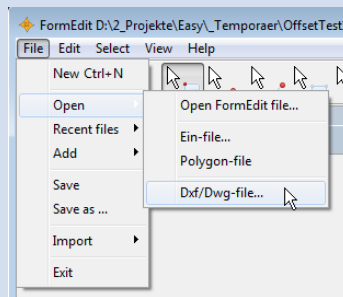 FormEdit D:\2_Projekte\Easy\_Temporaer\OffsetTest
File Edit Select View Help
New Ctrl+N
Open
Recent files
Add
Save
Save as ...
Import
Exit
Open FormEdit file...
Ein-file...
Polygon-file
Dxf/Dwg-file...